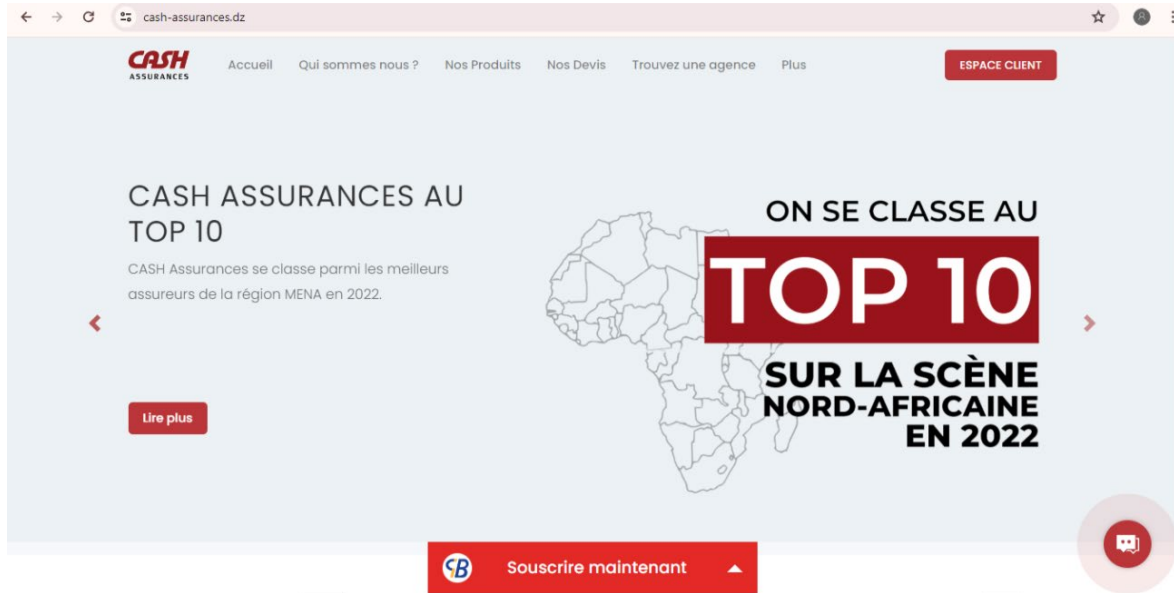 cash-assurances.dz
CASH
ASSURANCES
Accueil
Qui sommes nous ?
Nos Produits
Nos Devis
Trouvez une agence
Plus
ESPACE CLIENT
CASH ASSURANCES AU
TOP 10
CASH Assurances se classe parmi les meilleurs
assureurs de la région MENA en 2022.
Lire plus
ON SE CLASSE AU
TOP 10
SUR LA SCÈNE
NORD-AFRICAINE
EN 2022
Souscrire maintenant